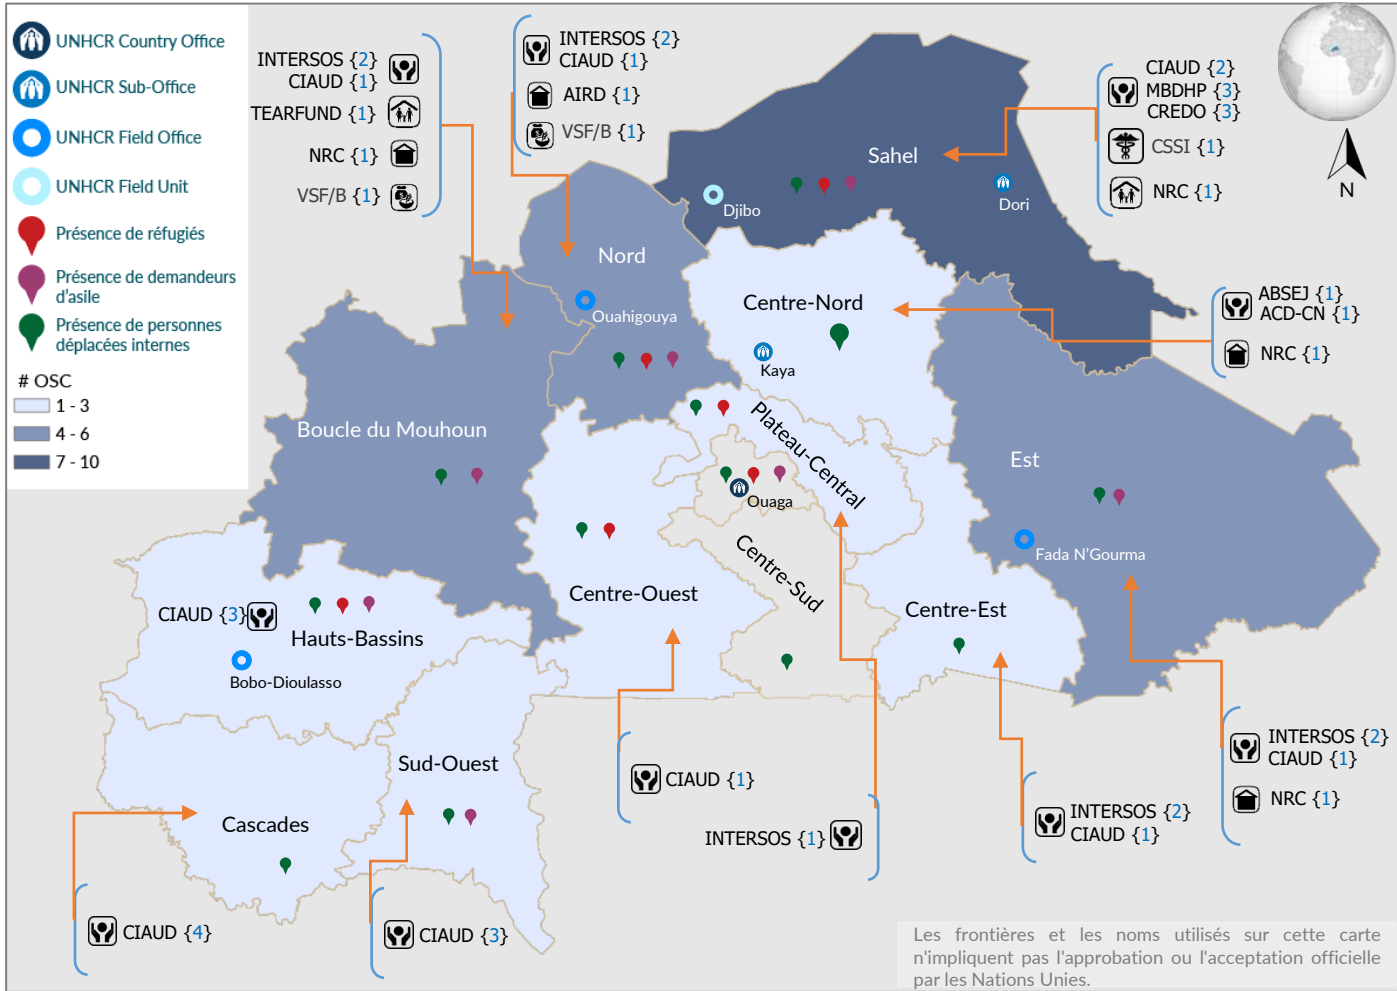 UNHCR Country Office
UNHCR Sub-Office
UNHCR Field Office
UNHCR Field Unit
Présence de réfugiés
Présence de demandeurs
d'asile
Présence de personnes
déplacées internes
# OSC
1 - 3
4 - 6
7 - 10
INTERSOS {2}
CIAUD {1}
TEARFUND {1}
NRC {1}
VSF/B {1}
INTERSOS {2}
CIAUD {1}
AIRD {1}
VSF/B {1}
CIAUD {2}
MBDHP {3}
CREDO {3}
CSSI {1}
NRC {1}
N
Sahel
Djibo
Dori
Nord
Ouahigouya
Centre-Nord
Kaya
ABSEJ {1}
ACD-CN {1}
NRC {1}
Boucle du Mouhoun
Plateau-Central
Est
Ouaga
Fada N'Gourma
Centre-Sud
Centre-Ouest
Centre-Est
CIAUD {3}
Hauts-Bassins
Bobo-Dioulasso
Sud-Ouest
Cascades
CIAUD {1}
INTERSOS {1}
INTERSOS {2}
CIAUD {1}
INTERSOS {2}
CIAUD {1}
NRC {1}
CIAUD {4}
CIAUD {3}
Les frontières et les noms utilisés sur cette carte
n'impliquent pas l'approbation ou l'acceptation officielle
par les Nations Unies.